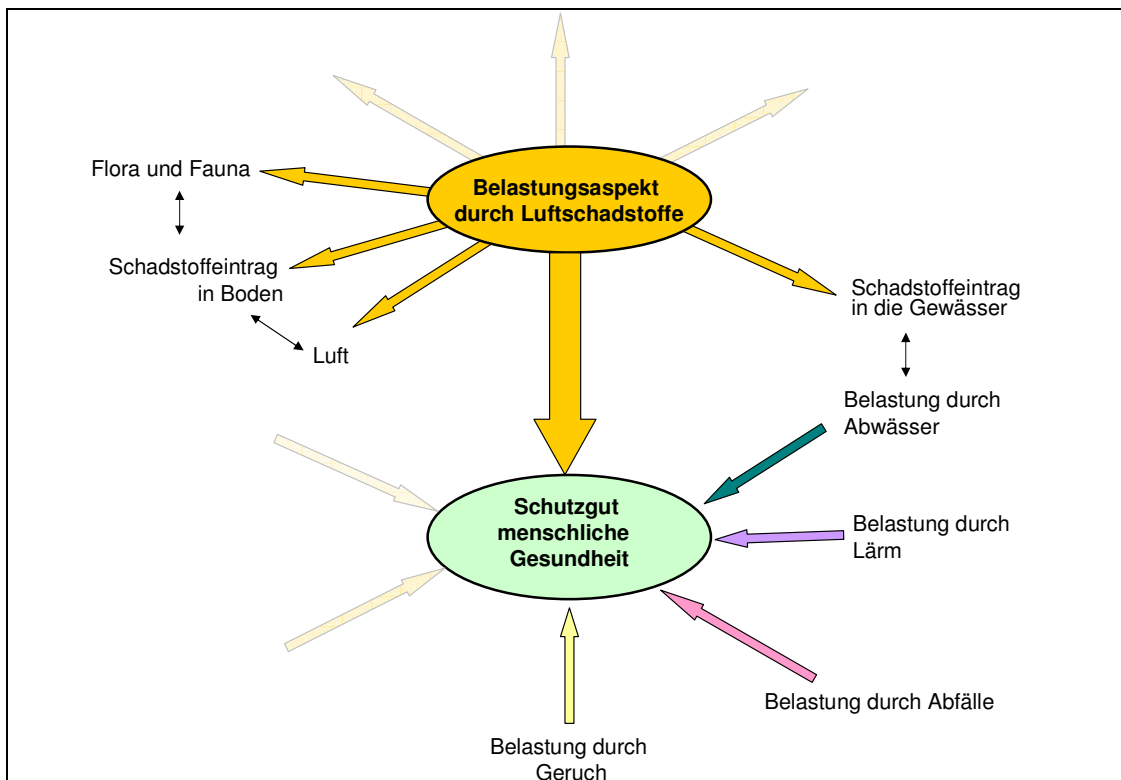 Belastungsaspekt
durch Luftschadstoffe
Flora und Fauna
Schadstoffeintrag
in Boden
Luft
Schadstoffeintrag
in die Gewässer
Belastung durch
Abwässer
Schutzgut
menschliche
Gesundheit
Belastung durch
Lärm
Belastung durch Abfälle
Belastung durch
Geruch